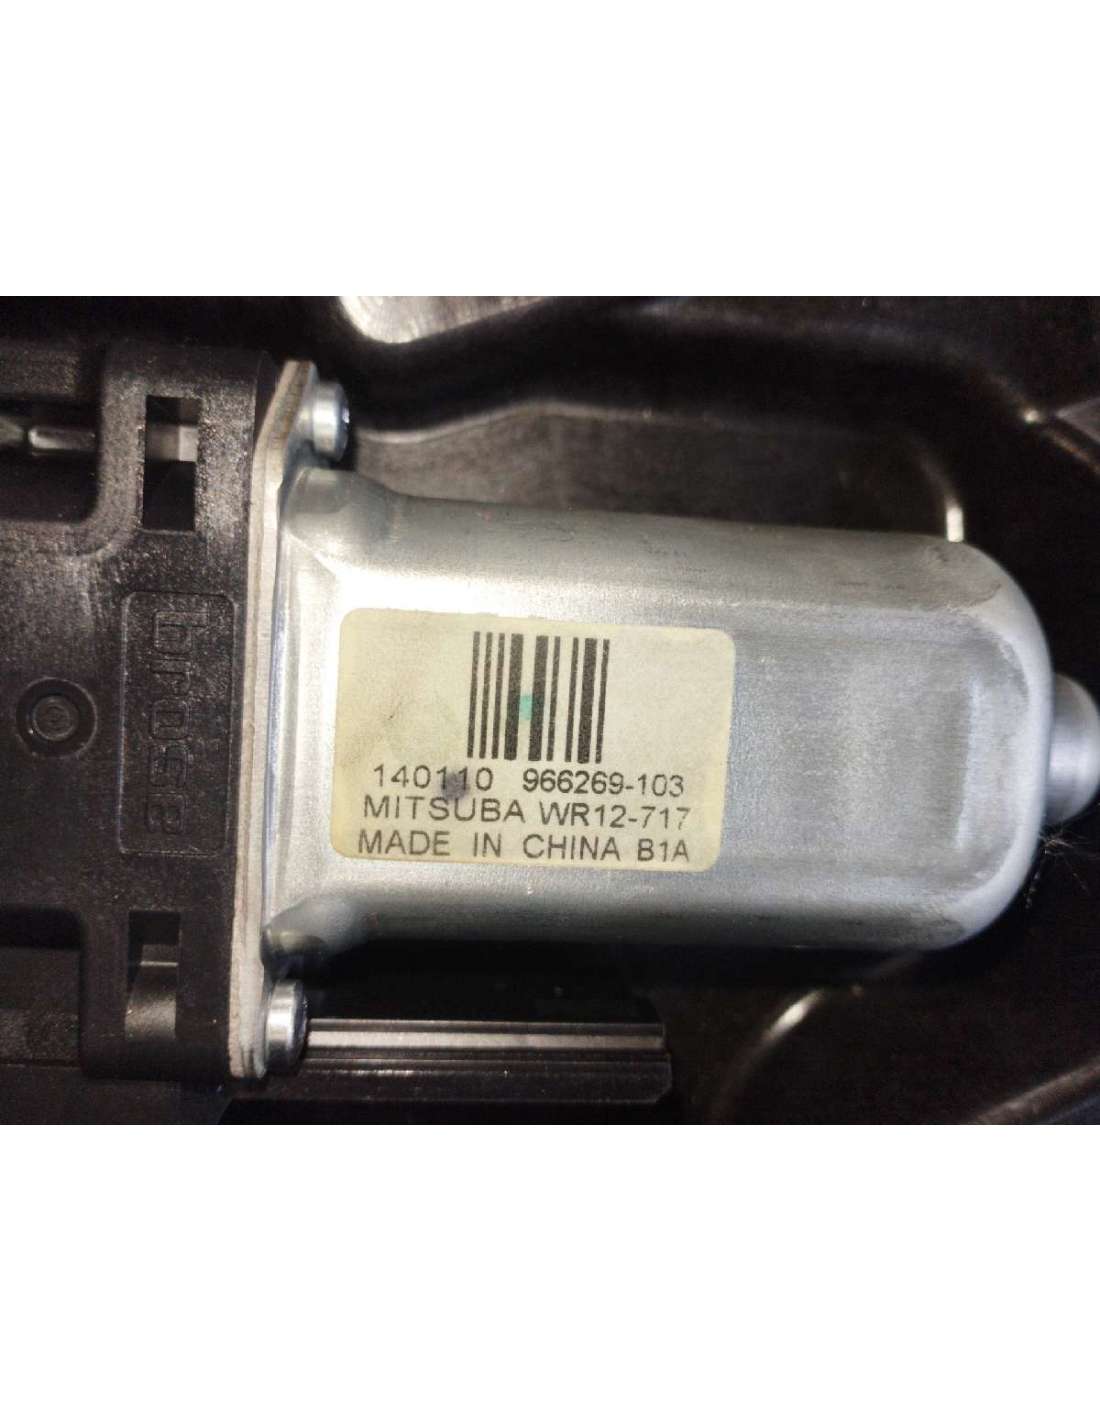 brose
140110 966269-103
MITSUBA WR12-717
MADE IN CHINA B1A